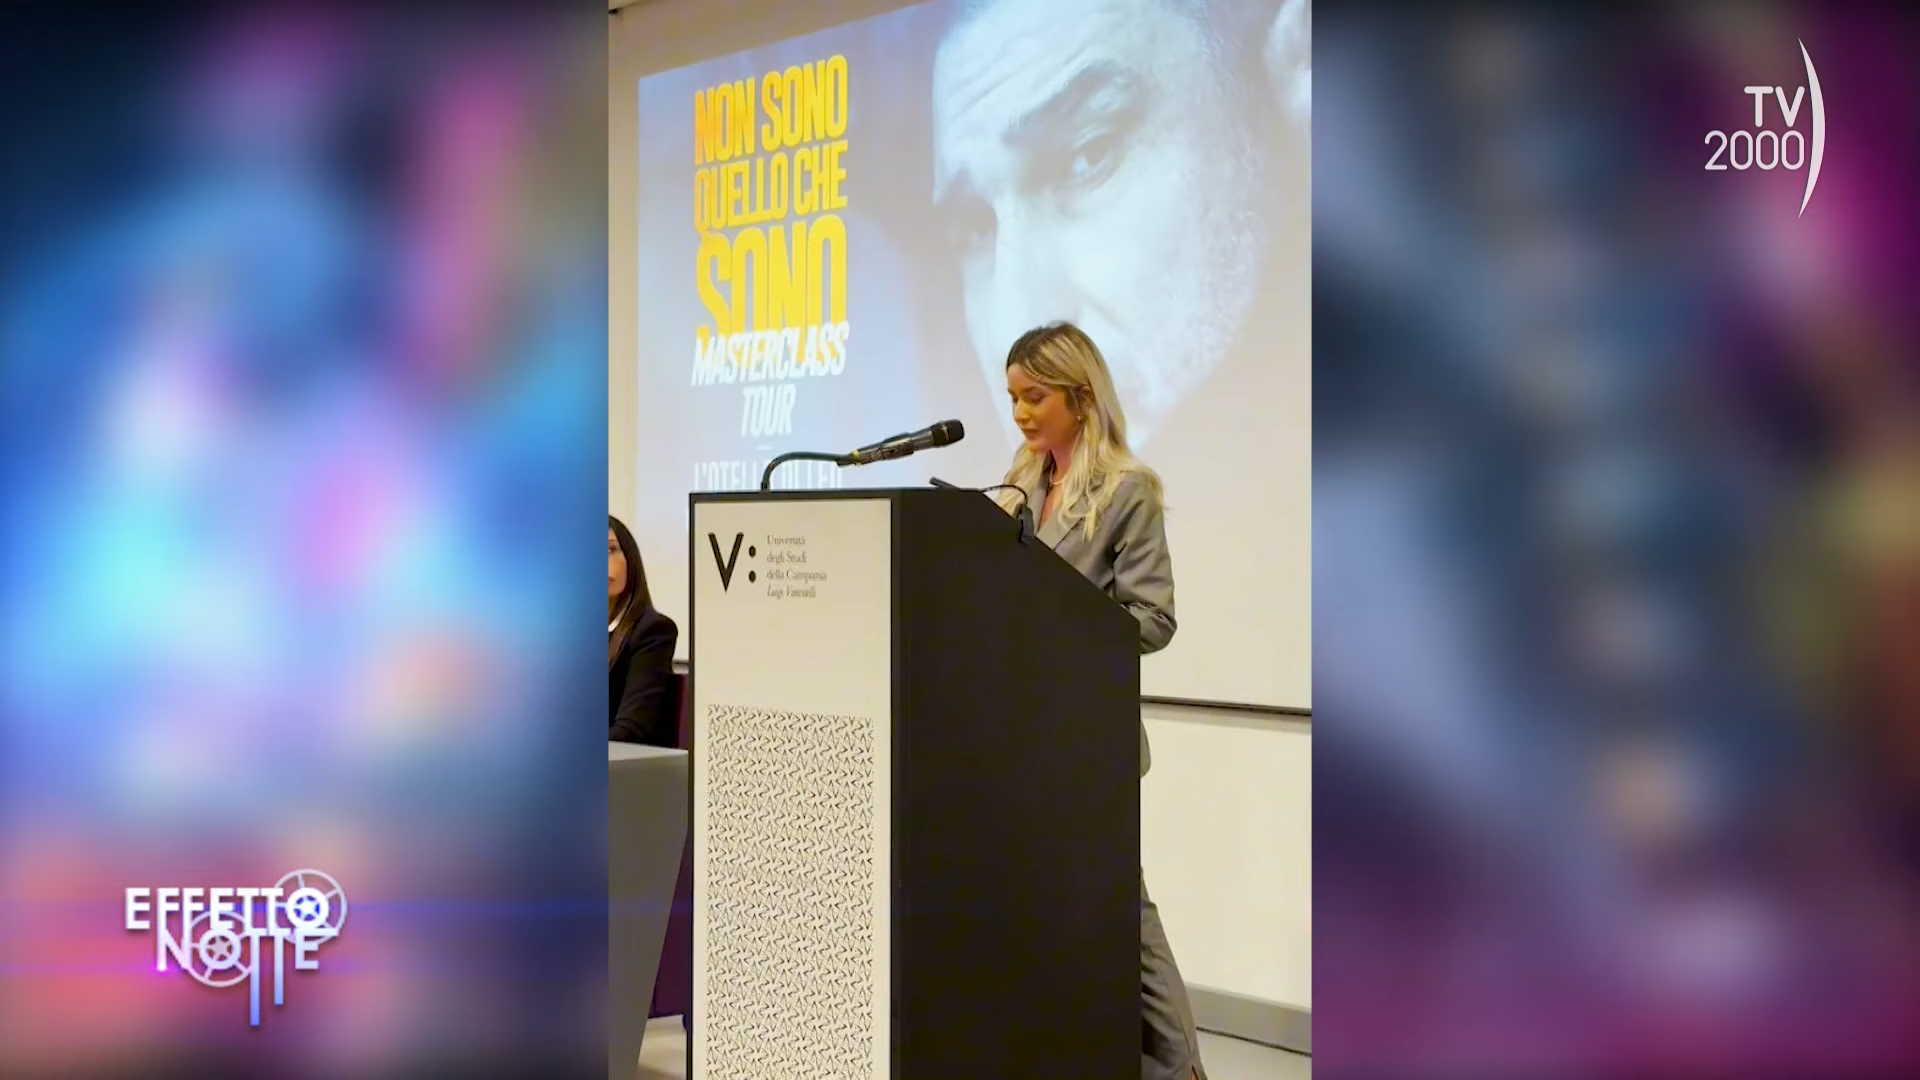 TV
2000
NON SONO
QUELLO CHE
SONO
MASTERCLASS
TOUR
V:
Università
degli Studi
della Campania
Luigi Vanvitelli
EFFETTO
NOTTE